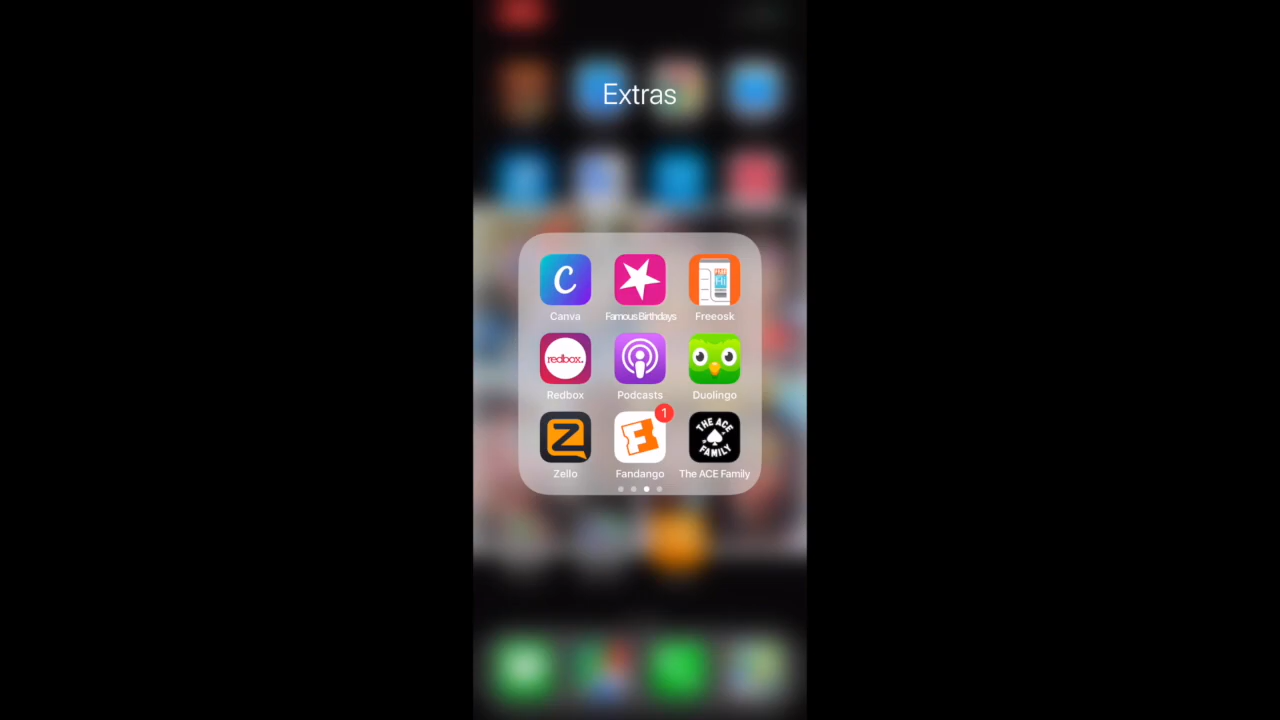 Extras
C
Canva
Famous Birthdays
Freeosk
redbox.
Redbox
Podcasts
Duolingo
Z
Zello
F
1
Fandango
THE ACE
FAMILY
The ACE Family